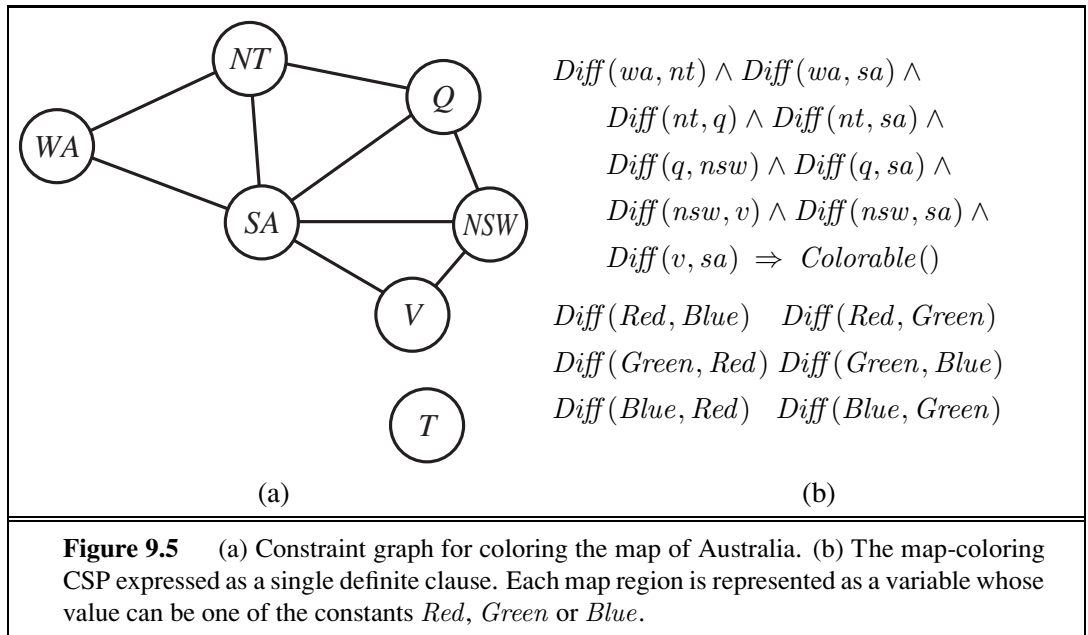 NT
Q
WA
SA
NSW
V
T
(a)
Diff(wa, nt) ∧ Diff(wa, sa) ∧
Diff(nt, q) ∧ Diff(nt, sa) ∧
Diff(q, nsw) ∧ Diff(q, sa) ∧
Diff(nsw, v) ∧ Diff(nsw, sa) ∧
Diff(v, sa) ⇒ Colorable()
Diff(Red, Blue) Diff(Red, Green)
Diff(Green, Red) Diff(Green, Blue)
Diff(Blue, Red) Diff(Blue, Green)
(b)
Figure 9.5 (a) Constraint graph for coloring the map of Australia. (b) The map-coloring
CSP expressed as a single definite clause. Each map region is represented as a variable whose
value can be one of the constants Red, Green or Blue.